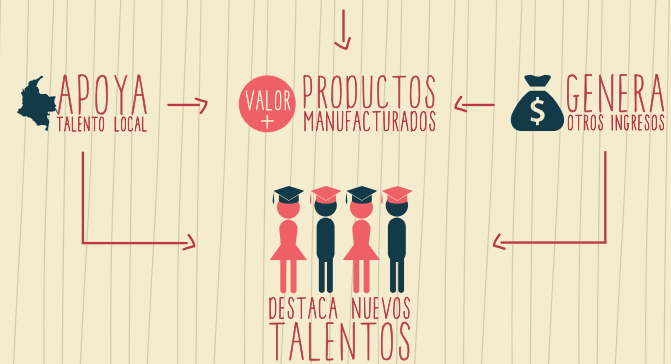 APOYA
TALENTO LOCAL
VALOR
+
PRODUCTOS
MANUFACTURADOS
$
GENERA
OTROS INGRESOS
DESTACA NUEVOS
TALENTOS